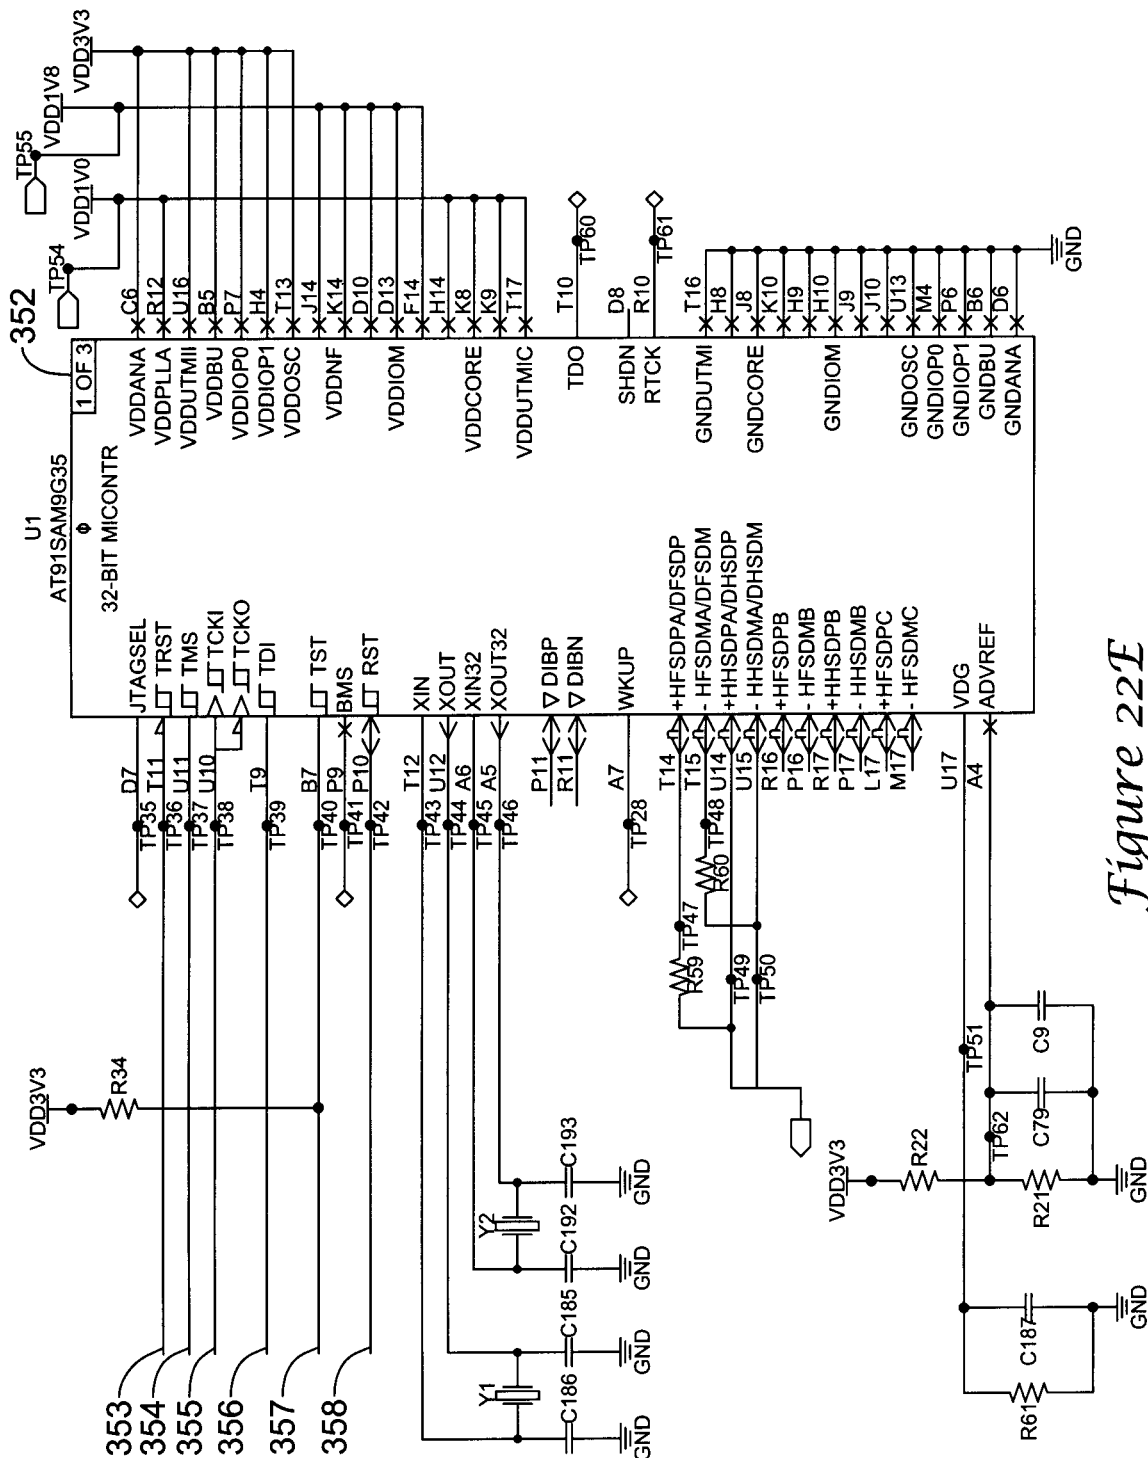 U1
AT91SAM9G35
Φ
32-BIT MICONTR
1 OF 3
352
TP54
TP55
VDD1V0
VDD1V8
VDD3V3
JTAGSEL
TRST
TMS
TCKI
TCKO
TDI
TST
BMS
RST
XIN
XOUT
XIN32
XOUT32
DIBP
DIBN
WKUP
+HFSDPA/DFSDP
- HFSDMA/DFSDM
+HHSDPA/DHSDP
- HHSDMA/DHSDM
+HFSDPB
- HFSDMB
+HHSDPB
- HHSDMB
+HFSDPC
- HFSDMC
VDG
ADVREF
VDDANA
VDDPLLA
VDDUTMII
VDDBU
VDDIOP0
VDDIOP1
VDDOSC
VDDNF
VDDIOM
VDDCORE
VDDUTMIC
TDO
SHDN
RTCK
GNDUTMI
GNDCORE
GNDIOM
GNDOSC
GNDIOP0
GNDIOP1
GNDBU
GNDANA
C6
R12
U16
B5
P7
H4
T13
J14
K14
D10
D13
F14
H14
K8
K9
T17
T10
TP60
D8
R10
TP61
T16
H8
J8
K10
H9
H10
J9
J10
U13
M4
P6
B6
D6
GND
D7
TP35
T11
TP36
U11
TP37
U10
TP38
T9
TP39
B7
TP40
P9
TP41
P10
TP42
T12
TP43
U12
TP44
A6
TP45
A5
TP46
P11
R11
A7
TP28
T14
T15
TP48
U14
U15
R16
P16
R17
P17
L17
M17
U17
A4
R60
TP47
R59
TP49
TP50
TP51
VDD3V3
R34
353
354
355
356
357
358
Y1
C186
GND
C185
GND
Y2
C192
GND
C193
GND
VDD3V3
R22
TP62
R21
C79
C9
GND
R61
C187
GND
Figure 22E